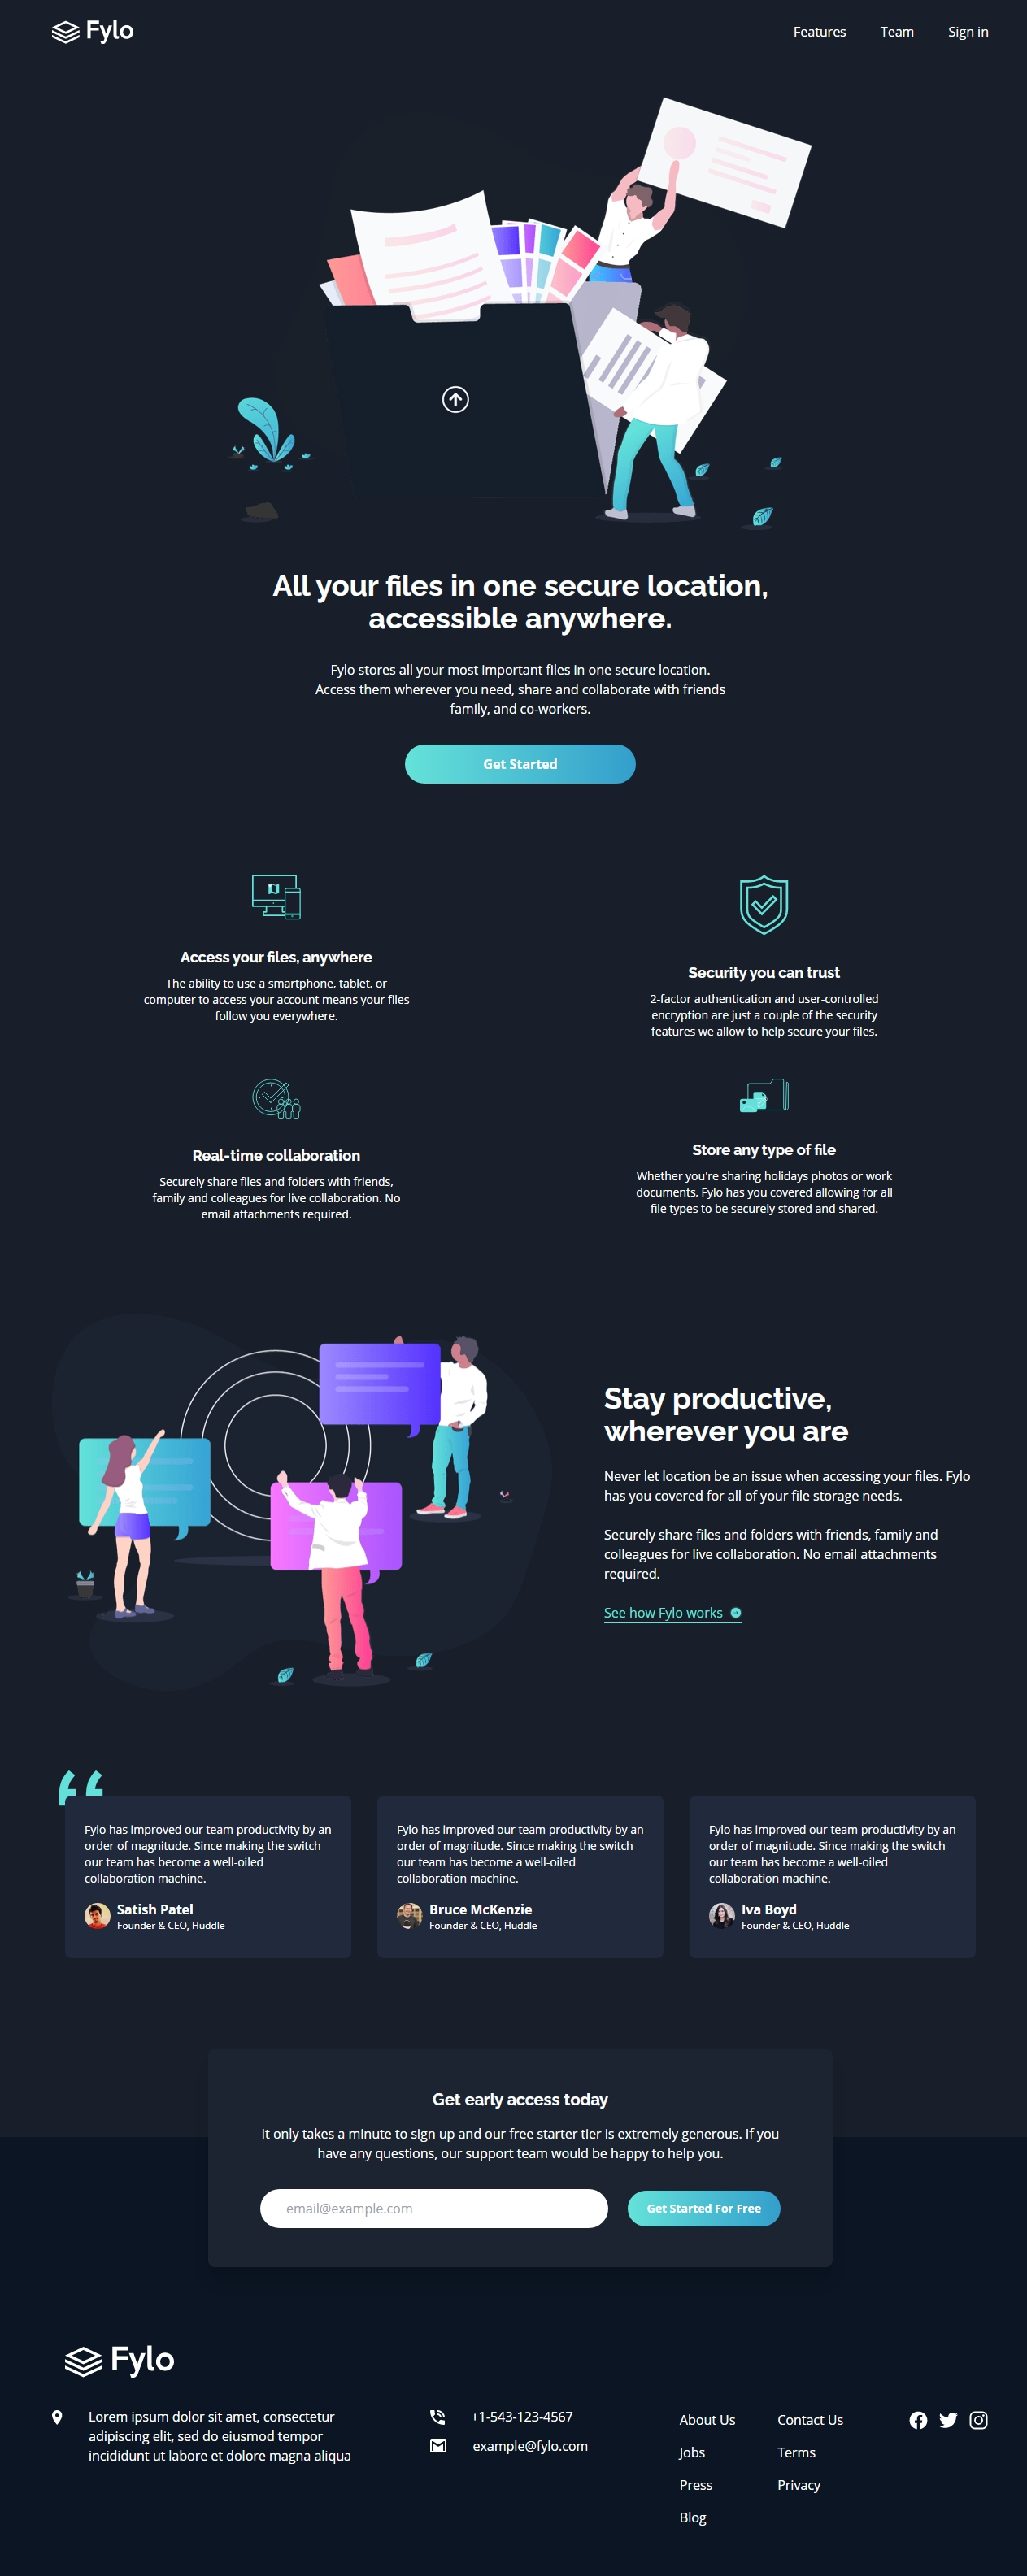 Fylo
Features
Team
Sign in
All your files in one secure location,
accessible anywhere.
Fylo stores all your most important files in one secure location.
Access them wherever you need, share and collaborate with friends
family, and co-workers.
Get Started
Access your files, anywhere
The ability to use a smartphone, tablet, or
computer to access your account means your files
follow you everywhere.
Security you can trust
2-factor authentication and user-controlled
encryption are just a couple of the security
features we allow to help secure your files.
Real-time collaboration
Securely share files and folders with friends,
family and colleagues for live collaboration. No
email attachments required.
Store any type of file
Whether you're sharing holidays photos or work
documents, Fylo has you covered allowing for all
file types to be securely stored and shared.
Stay productive,
wherever you are
Never let location be an issue when accessing your files. Fylo
has you covered for all of your file storage needs.
Securely share files and folders with friends, family and
colleagues for live collaboration. No email attachments
required.
See how Fylo works
Fylo has improved our team productivity by an
order of magnitude. Since making the switch
our team has become a well-oiled
collaboration machine.
Satish Patel
Founder & CEO, Huddle
Fylo has improved our team productivity by an
order of magnitude. Since making the switch
our team has become a well-oiled
collaboration machine.
Bruce McKenzie
Founder & CEO, Huddle
Fylo has improved our team productivity by an
order of magnitude. Since making the switch
our team has become a well-oiled
collaboration machine.
Iva Boyd
Founder & CEO, Huddle
Get early access today
It only takes a minute to sign up and our free starter tier is extremely generous. If you
have any questions, our support team would be happy to help you.
email@example.com
Get Started For Free
Fylo
Lorem ipsum dolor sit amet, consectetur
adipiscing elit, sed do eiusmod tempor
incididunt ut labore et dolore magna aliqua
+1-543-123-4567
example@fylo.com
About Us
Jobs
Press
Blog
Contact Us
Terms
Privacy